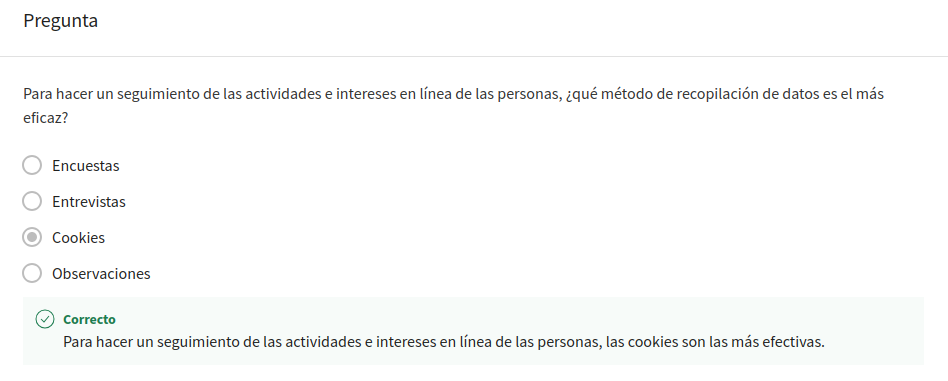 Pregunta
Para hacer un seguimiento de las actividades e intereses en línea de las personas, ¿qué método de recopilación de datos es el más
eficaz?
Encuestas
Entrevistas
Cookies
Observaciones
Correcto
Para hacer un seguimiento de las actividades e intereses en línea de las personas, las cookies son las más efectivas.